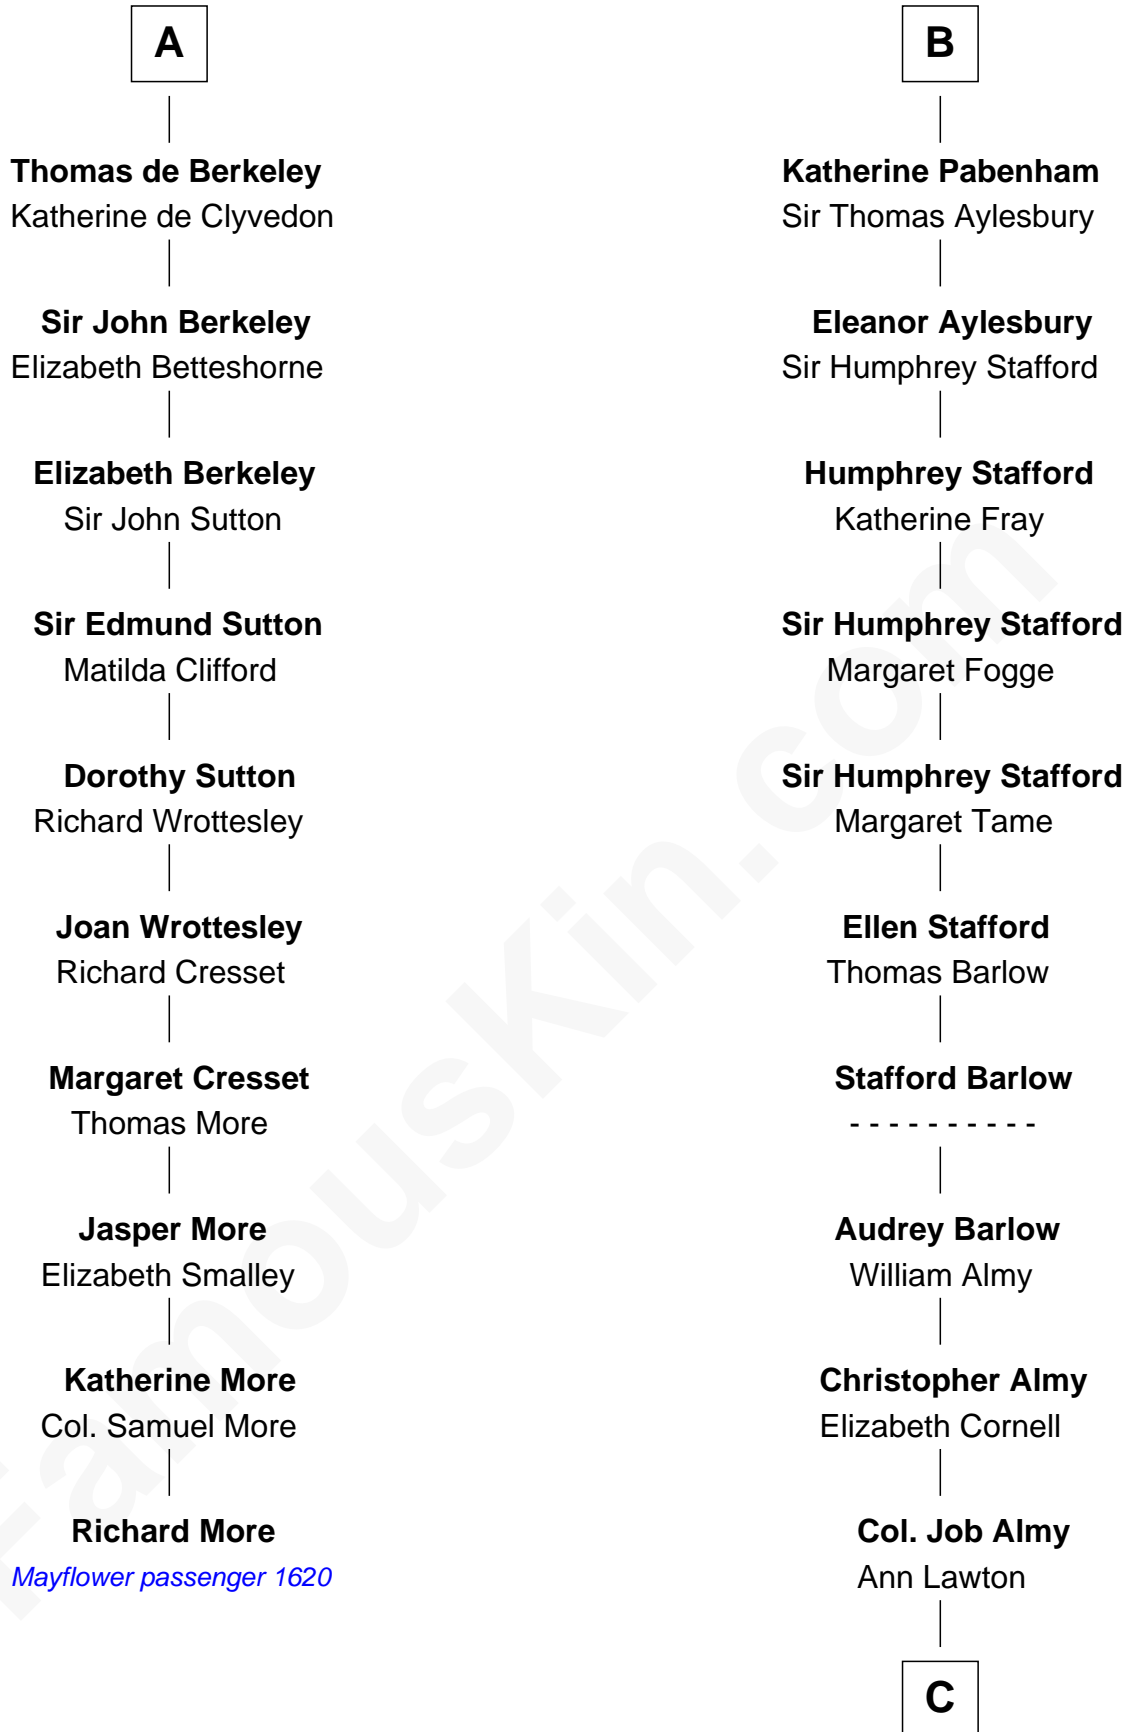 A
Thomas de Berkeley
Katherine de Clyvedon
Sir John Berkeley
Elizabeth Betteshorne
Elizabeth Berkeley
Sir John Sutton
Sir Edmund Sutton
Matilda Clifford
Dorothy Sutton
Richard Wrottesley
Joan Wrottesley
Richard Cresset
Margaret Cresset
Thomas More
Jasper More
Elizabeth Smalley
Katherine More
Col. Samuel More
Richard More
Mayflower passenger 1620
B
Katherine Pabenham
Sir Thomas Aylesbury
Eleanor Aylesbury
Sir Humphrey Stafford
Humphrey Stafford
Katherine Fray
Sir Humphrey Stafford
Margaret Fogge
Sir Humphrey Stafford
Margaret Tame
Ellen Stafford
Thomas Barlow
Stafford Barlow
- - - - - - - - - -
Audrey Barlow
William Almy
Christopher Almy
Elizabeth Cornell
Col. Job Almy
Ann Lawton
C
FamousKin.com